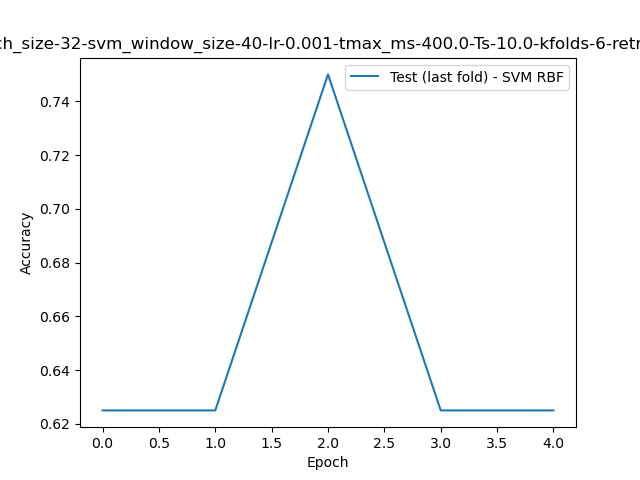 ch_size-32-svm_window_size-40-lr-0.001-tmax_ms-400.0-Ts-10.0-kfolds-6-retr
Test (last fold) - SVM RBF
0.74
0.72
0.70
0.68
0.66
0.64
0.62
Accuracy
0.0 0.5 1.0 1.5 2.0 2.5 3.0 3.5 4.0
Epoch